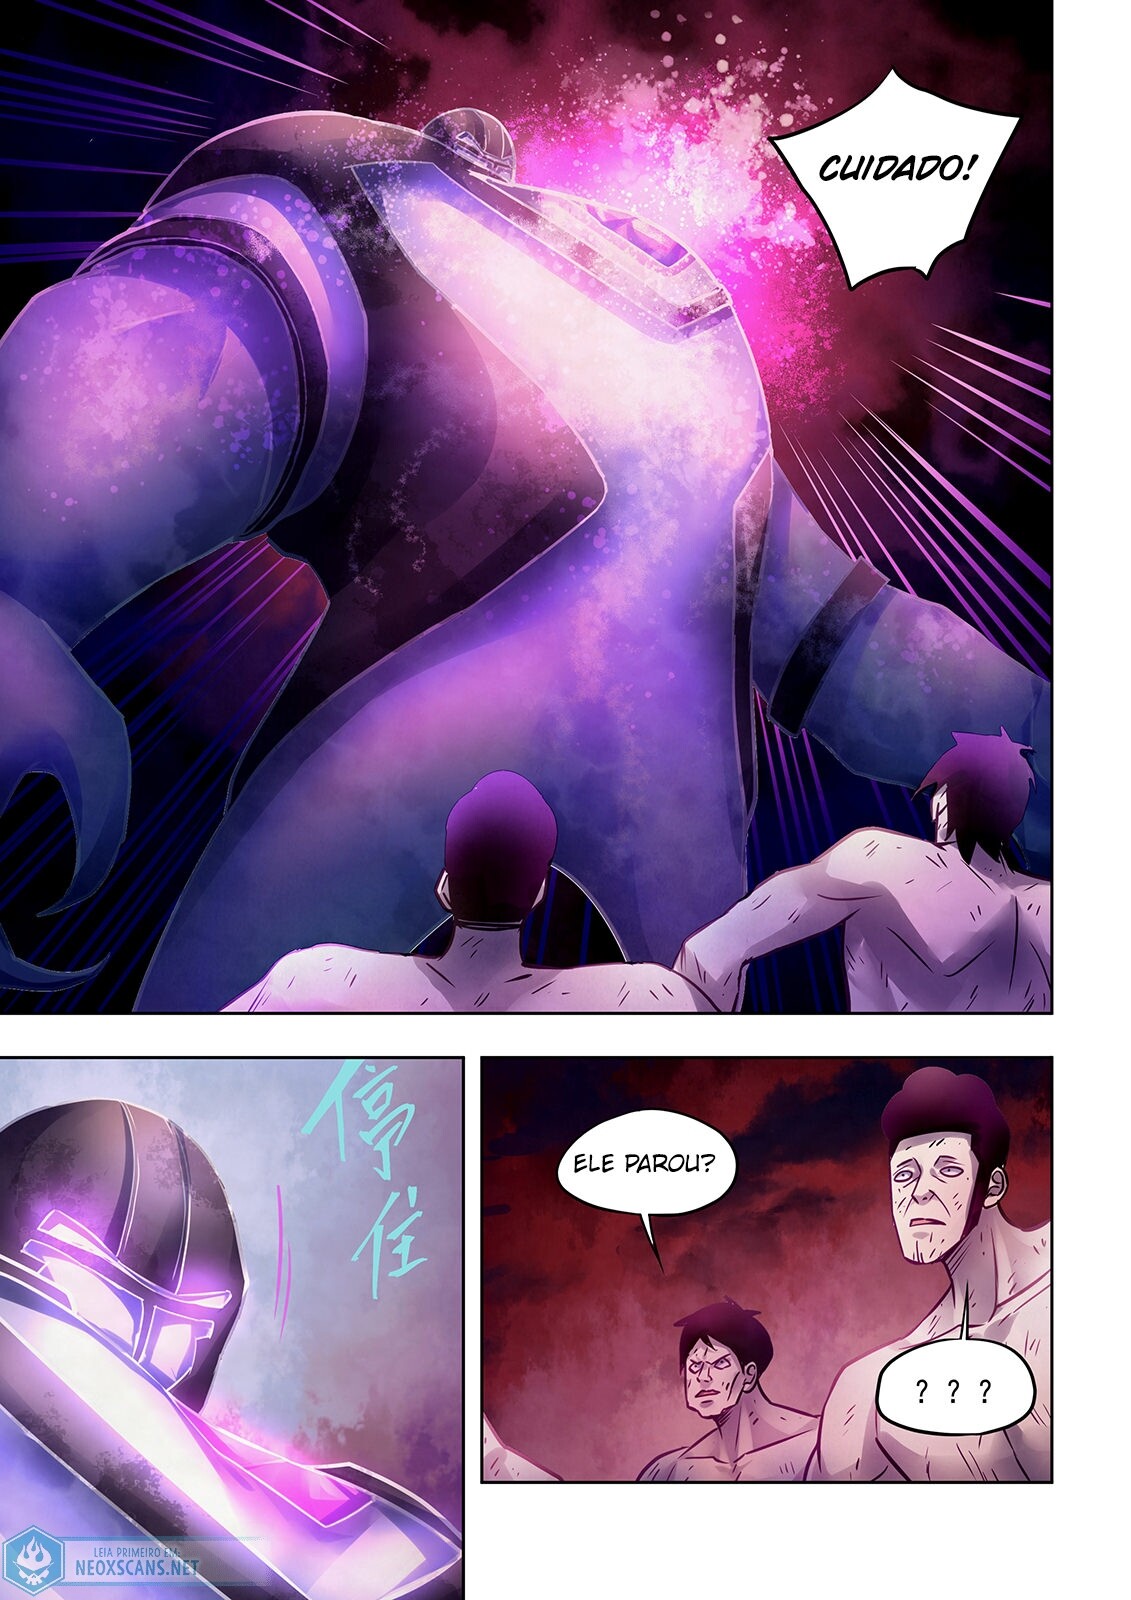 CUIDADO!
停住
ELE PAROU?
? ? ?
LEIA PRIMEIRO EM:
NEOXSCANS.NET